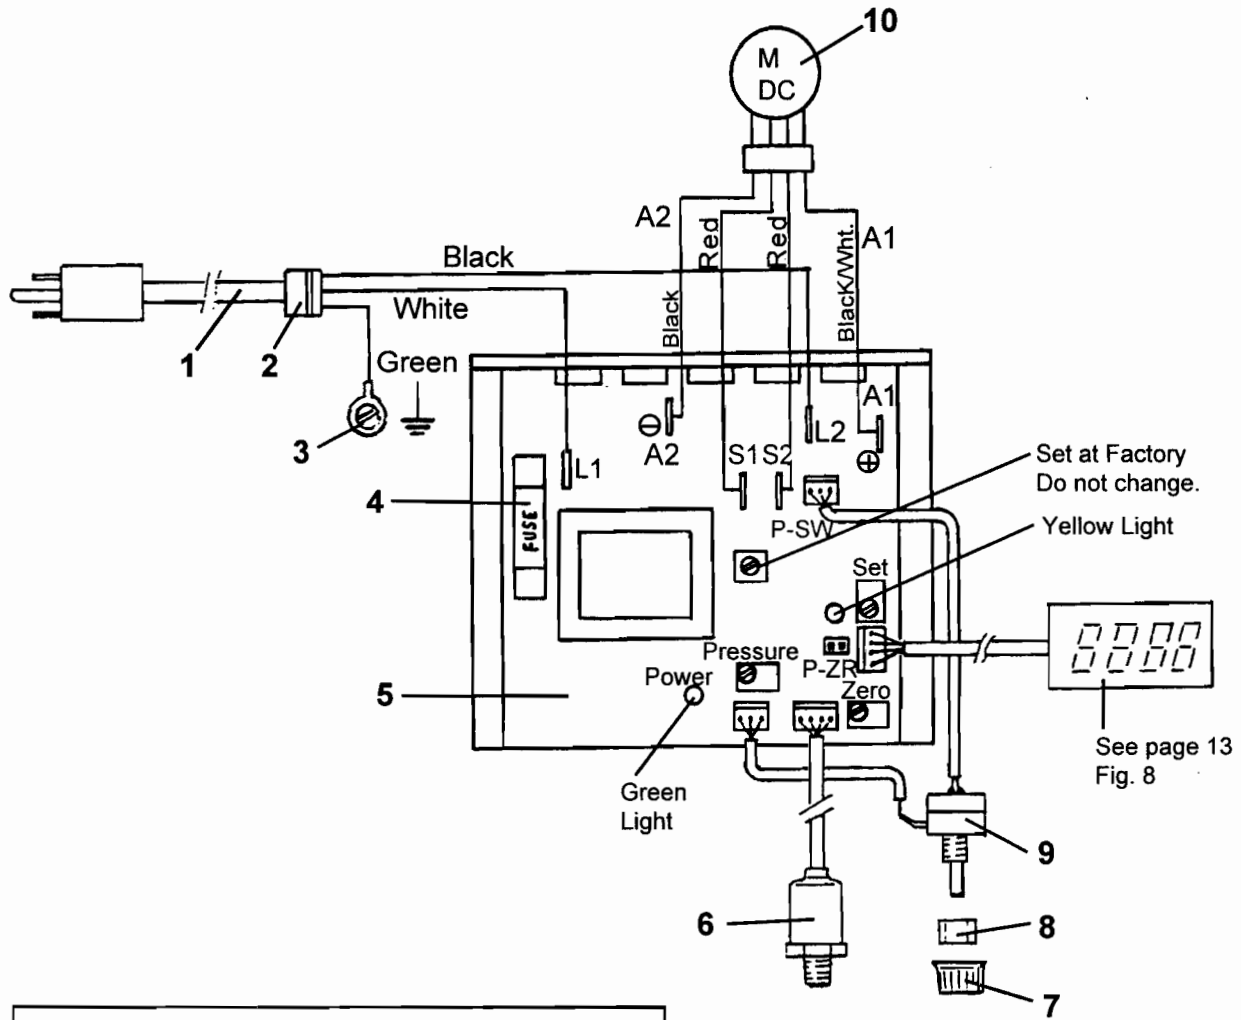 10
M
DC
A2
Red
Red
A1
Black/Wht.
Black
Black
White
1
2
Green
3
A1
L2
A2
S1
S2
L1
4
FUSE
P-SW
Set at Factory
Do not change.
Yellow Light
Set
8886
Pressure
P-ZR
Power
Zero
5
See page 13
Fig. 8
Green
Light
9
6
8
7